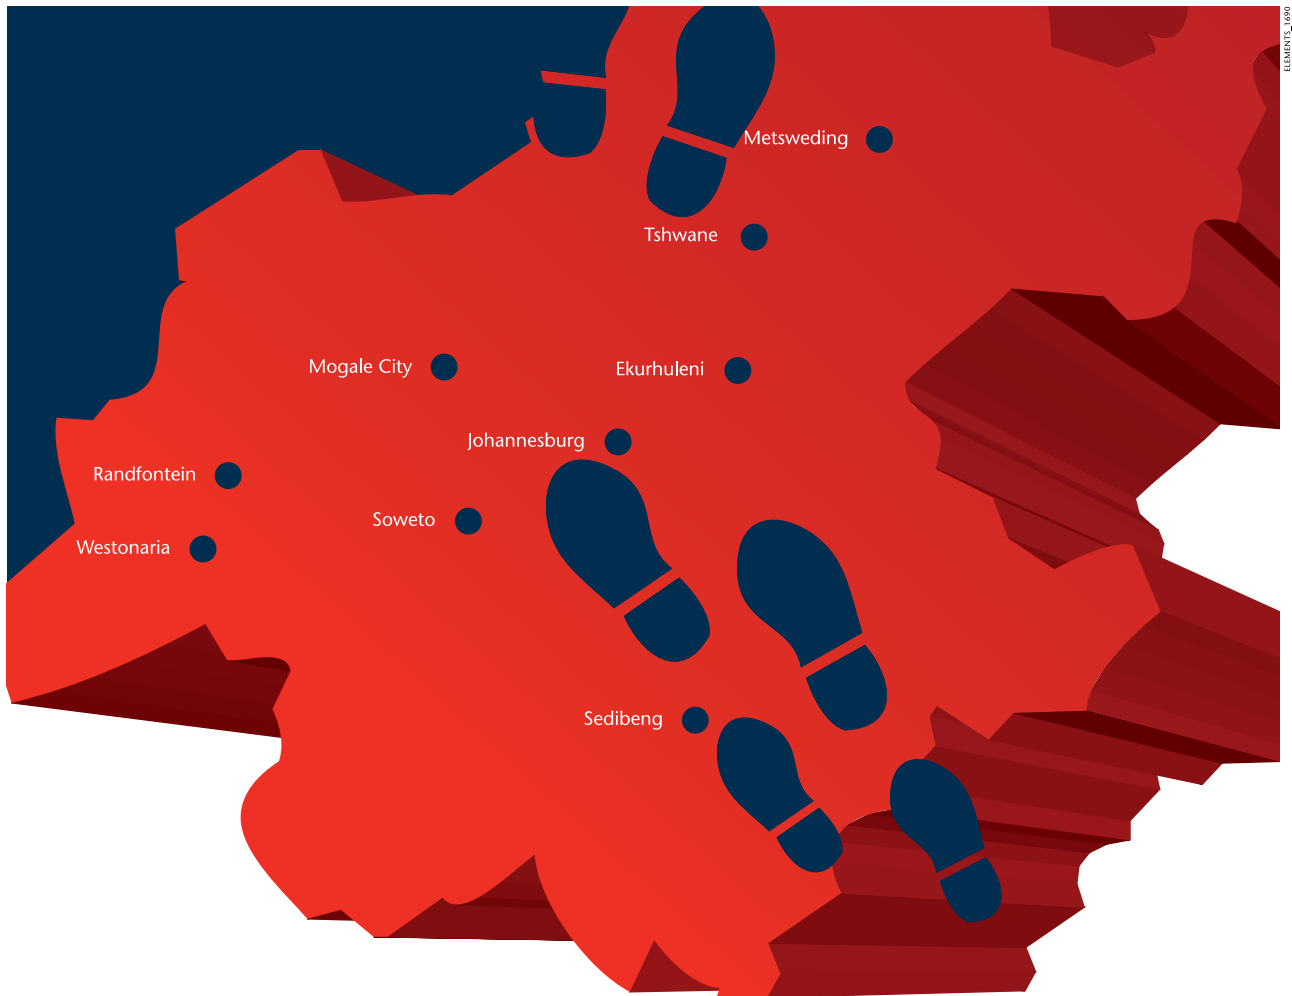 ELEMENTS_1690
Metsweding
Tshwane
Mogale City
Ekurhuleni
Johannesburg
Randfontein
Soweto
Westonaria
Sedibeng